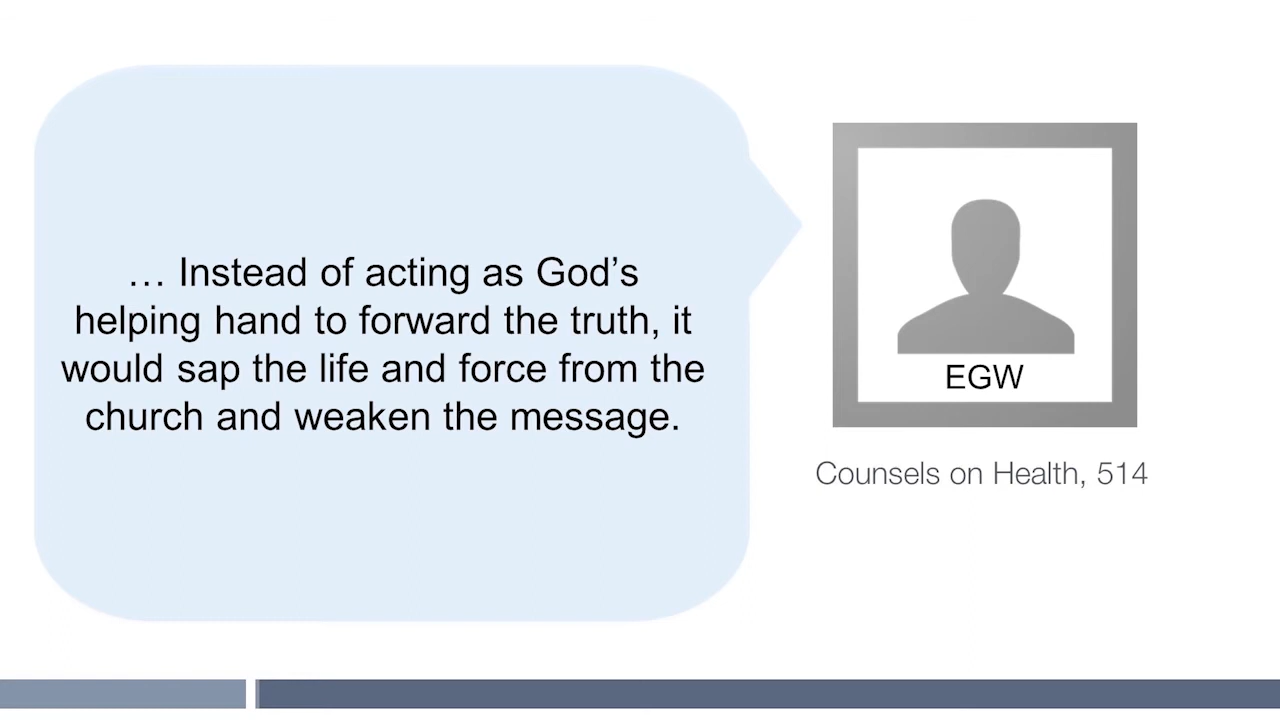 … Instead of acting as God’s
helping hand to forward the truth, it
would sap the life and force from the
church and weaken the message.
EGW
Counsels on Health, 514